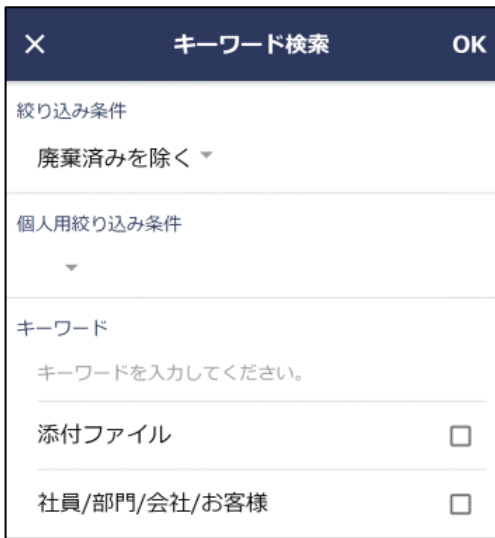 × キーワード検索 OK
絞り込み条件
廃棄済みを除く
個人用絞り込み条件
キーワード
キーワードを入力してください。
添付ファイル
社員/部門/会社/お客様